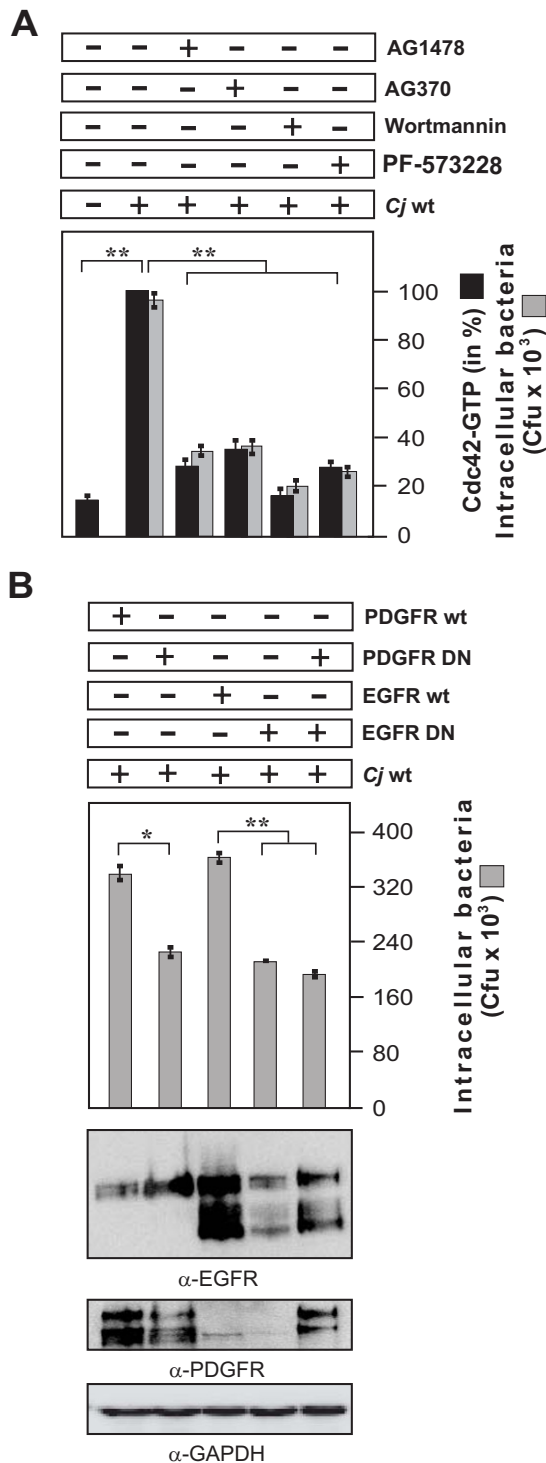 A
– – + – – – AG1478
– – – + – – AG370
– – – – + – Wortmannin
– – – – – + PF-573228
– + + + + + Cj wt
** **
100
80
60
40
20
0
Cdc42-GTP (in %)
Intracellular bacteria
(Cfu x 10³)
B
+ – – – – PDGFR wt
– + – – + PDGFR DN
– – + – – EGFR wt
– – – + + EGFR DN
+ + + + + Cj wt
* **
400
320
240
160
80
0
Intracellular bacteria
(Cfu x 10³)
α-EGFR
α-PDGFR
α-GAPDH